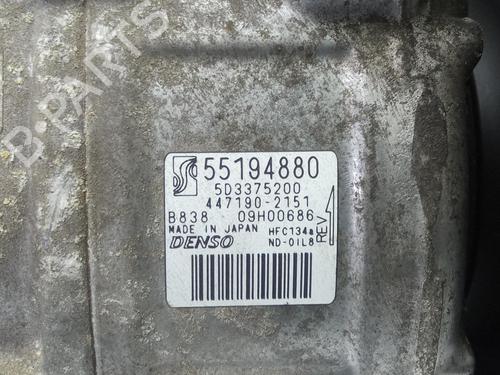 B-PARTS
55194880
5D3375200
447190-2151
B838 09H00686
MADE IN JAPAN HFC134a
DENSO ND-OIL8
REV